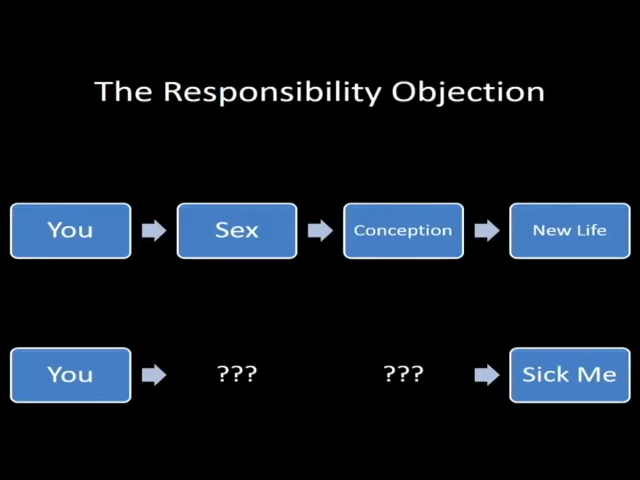 The Responsibility Objection
You
Sex
Conception
New Life
You
???
???
Sick Me